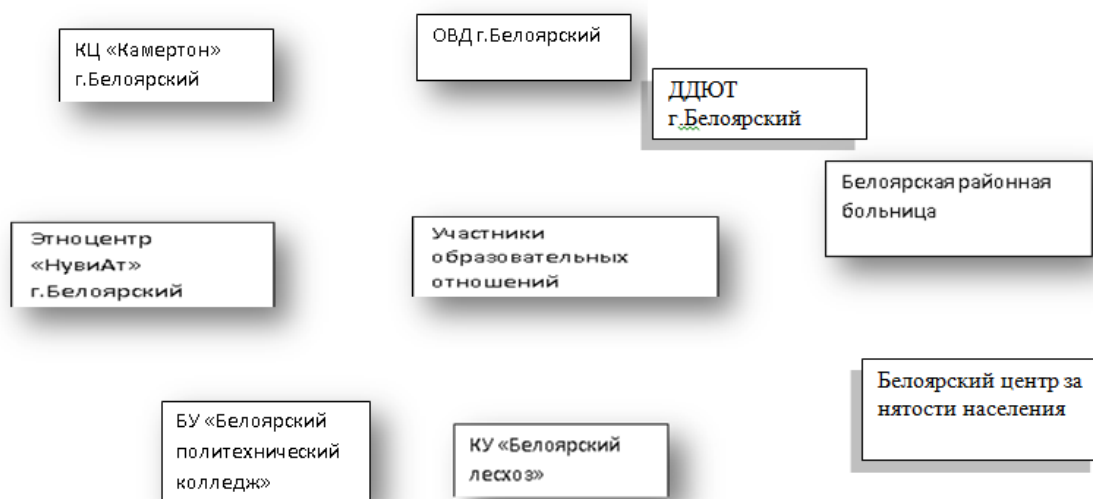 КЦ «Камертон»
г.Белоярский
ОВД г.Белоярский
ДДЮТ
г.Белоярский
Белоярская районная
больница
Этноцентр
«НувиАт»
г.Белоярский
Участники
образовательных
отношений
Белоярский центр за
нятости населения
БУ «Белоярский
политехнический
колледж»
КУ «Белоярский
лесхоз»